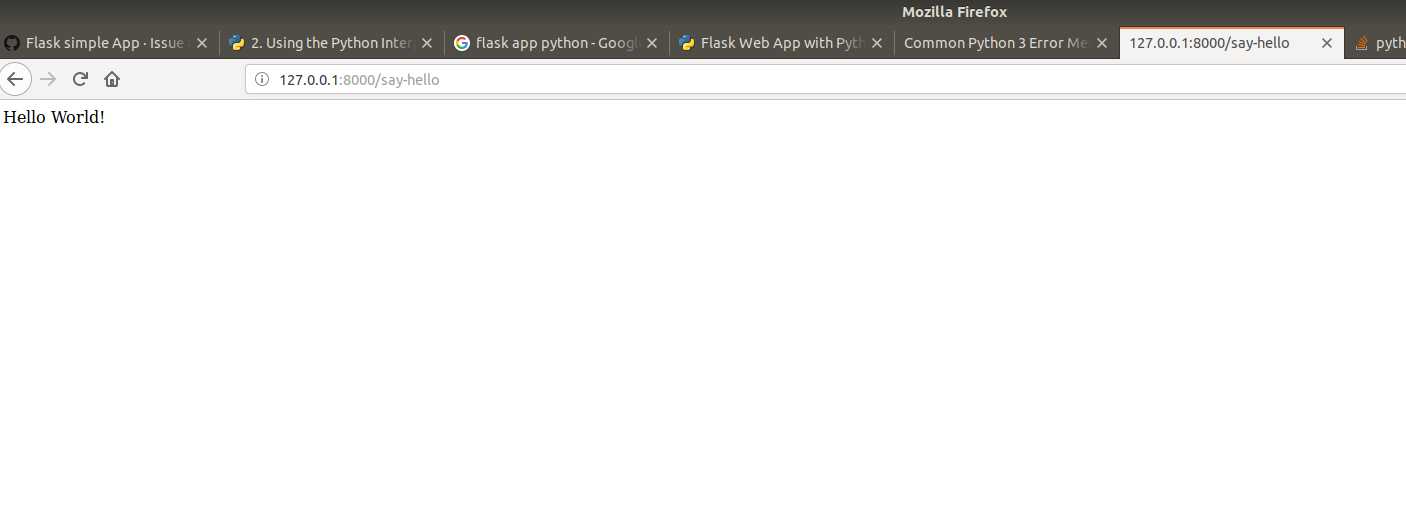 Mozilla Firefox
Flask simple App · Issue
2. Using the Python Inter
flask app python - Googl
Flask Web App with Pyth
Common Python 3 Error Me
127.0.0.1:8000/say-hello
pyth
127.0.0.1:8000/say-hello
Hello World!